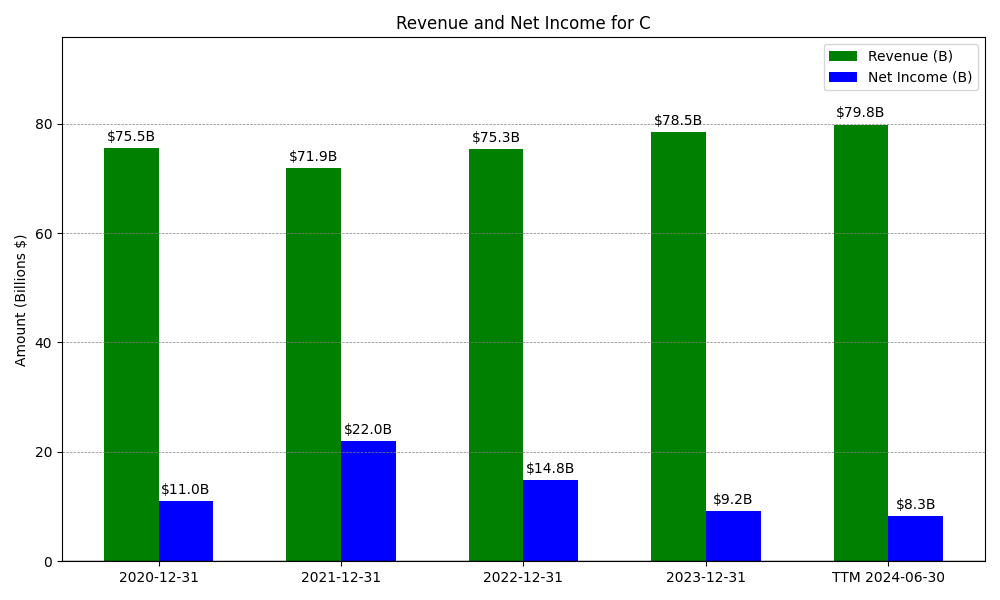 Revenue and Net Income for C
Revenue (B)
Net Income (B)
Amount (Billions $)
80
60
40
20
0
$75.5B
$71.9B
$75.3B
$78.5B
$79.8B
$11.0B
$22.0B
$14.8B
$9.2B
$8.3B
2020-12-31
2021-12-31
2022-12-31
2023-12-31
TTM 2024-06-30